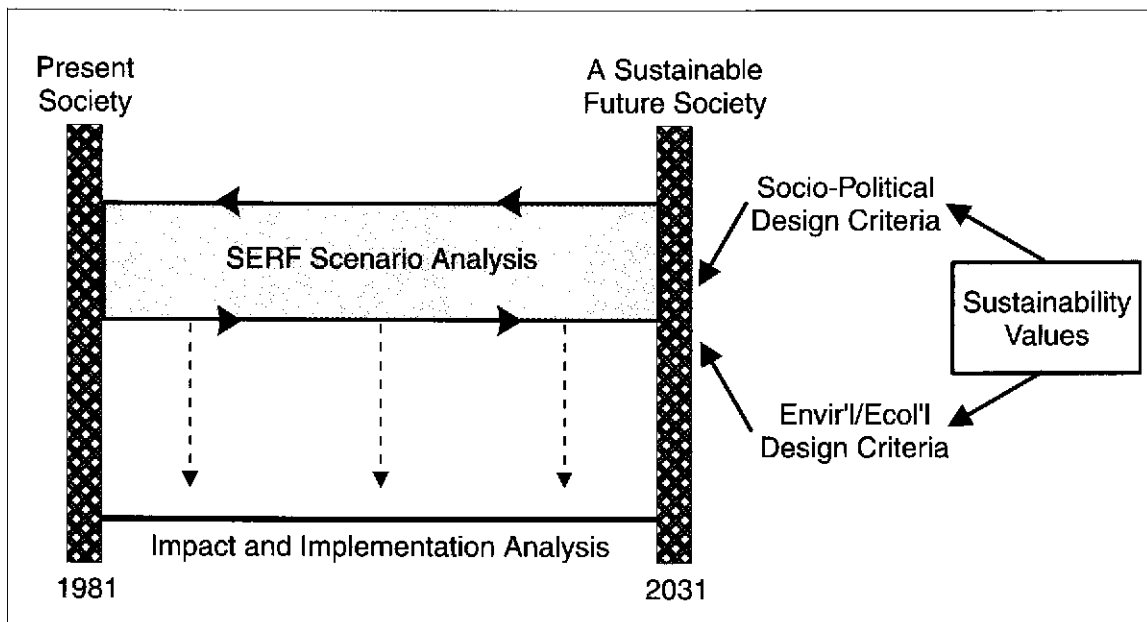 Present
Society
A Sustainable
Future Society
SERF Scenario Analysis
Socio-Political
Design Criteria
Sustainability
Values
Envir'l/Ecol'l
Design Criteria
Impact and Implementation Analysis
1981
2031